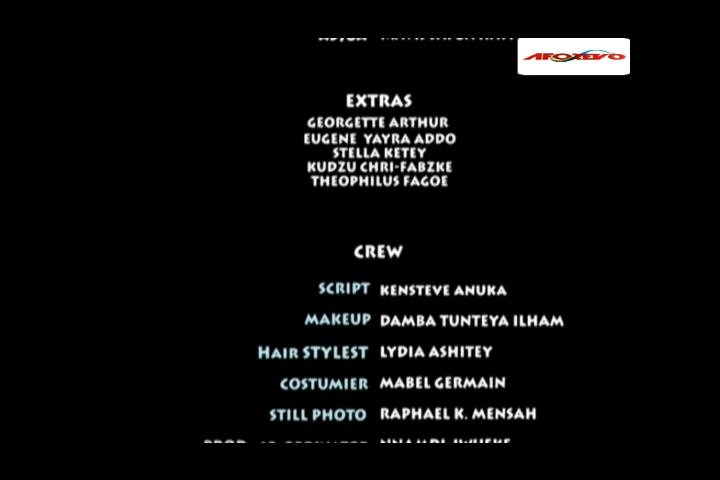 AFOREVO
EXTRAS
GEORGETTE ARTHUR
EUGENE YAYRA ADDO
STELLA KETEY
KUDZU CHRI-FABZKE
THEOPHILUS FAGOE
CREW
SCRIPT KENSTEVE ANUKA
MAKEUP DAMBA TUNTEYA ILHAM
HAIR STYLEST LYDIA ASHITEY
COSTUMIER MABEL GERMAIN
STILL PHOTO RAPHAEL K. MENSAH